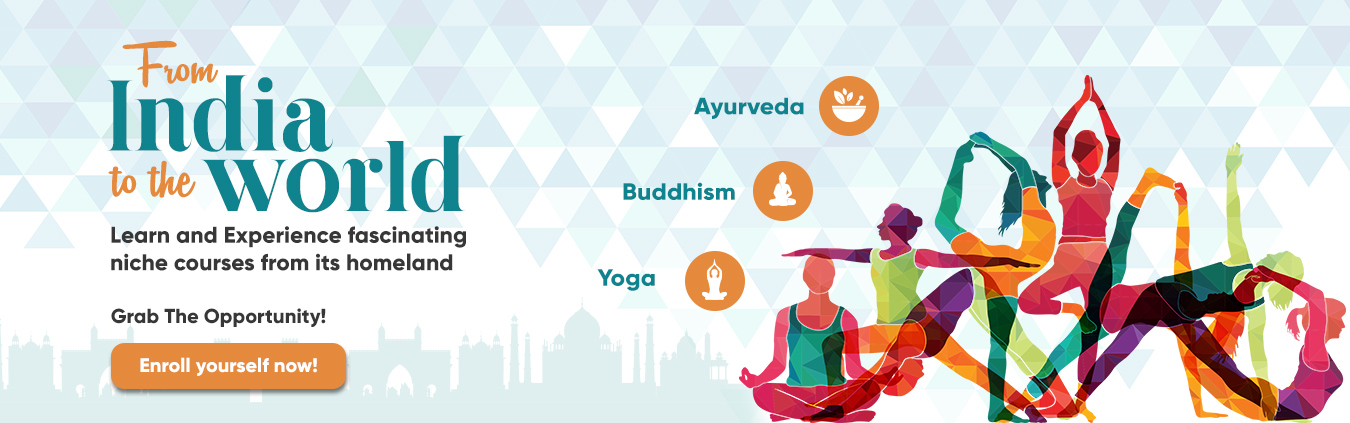 From
India
to the world
Learn and Experience fascinating
niche courses from its homeland
Grab The Opportunity!
Enroll yourself now!
Ayurveda
Buddhism
Yoga